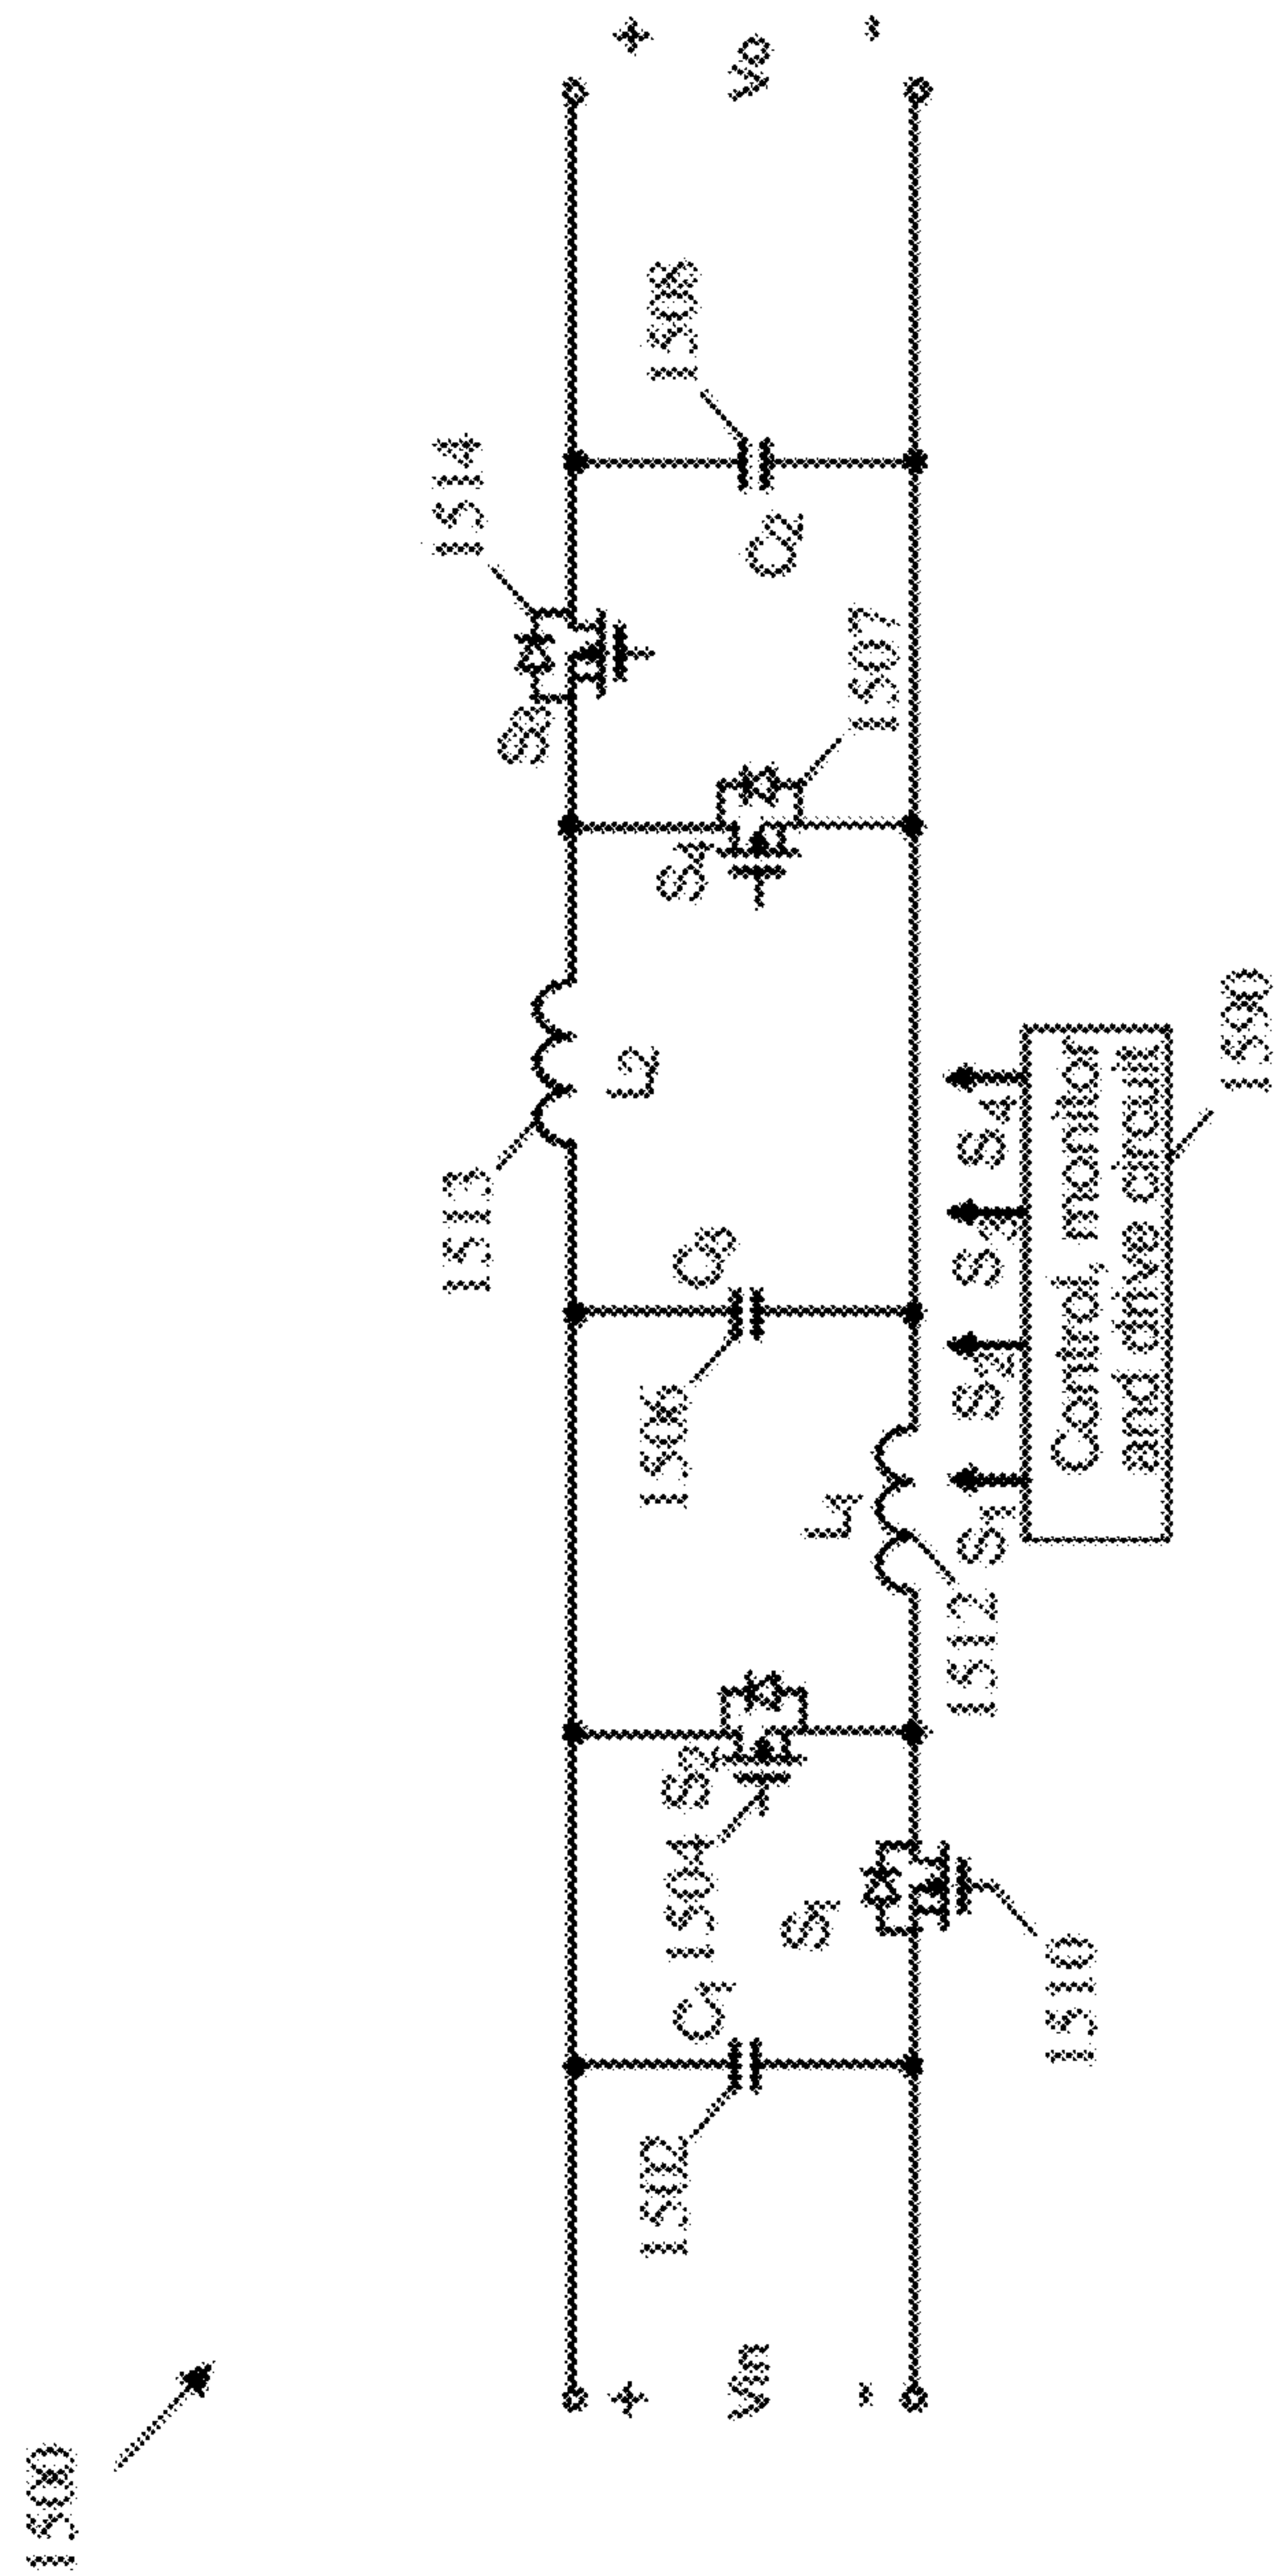 1500
1514
S3
1513
L2
+
Vin
-
1502
C1
1504
S2
1506
C3
S4
1507
C2
1508
+
Vo
-
S1
1510
L1
1512
S1
S2
S3
S4
Control, monitor
and drive circuit
1590